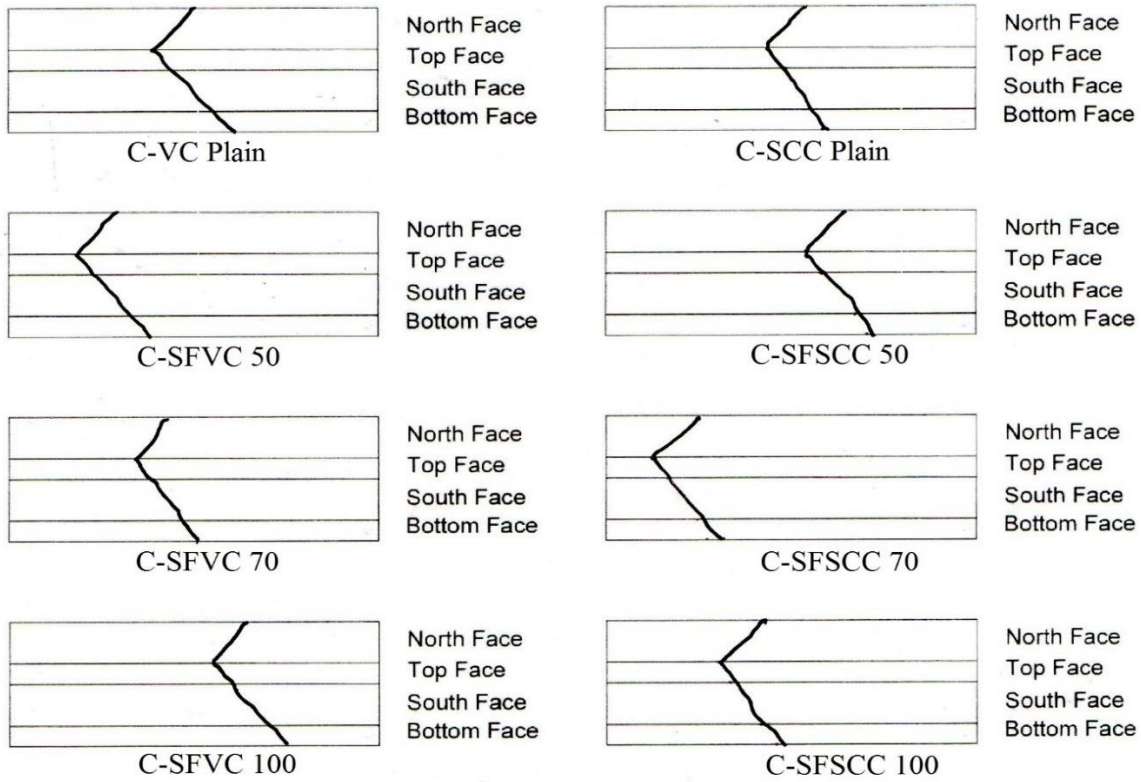 North Face
Top Face
South Face
Bottom Face
C-VC Plain
North Face
Top Face
South Face
Bottom Face
C-SCC Plain
North Face
Top Face
South Face
Bottom Face
C-SFVC 50
North Face
Top Face
South Face
Bottom Face
C-SFSCC 50
North Face
Top Face
South Face
Bottom Face
C-SFVC 70
North Face
Top Face
South Face
Bottom Face
C-SFSCC 70
North Face
Top Face
South Face
Bottom Face
C-SFVC 100
North Face
Top Face
South Face
Bottom Face
C-SFSCC 100